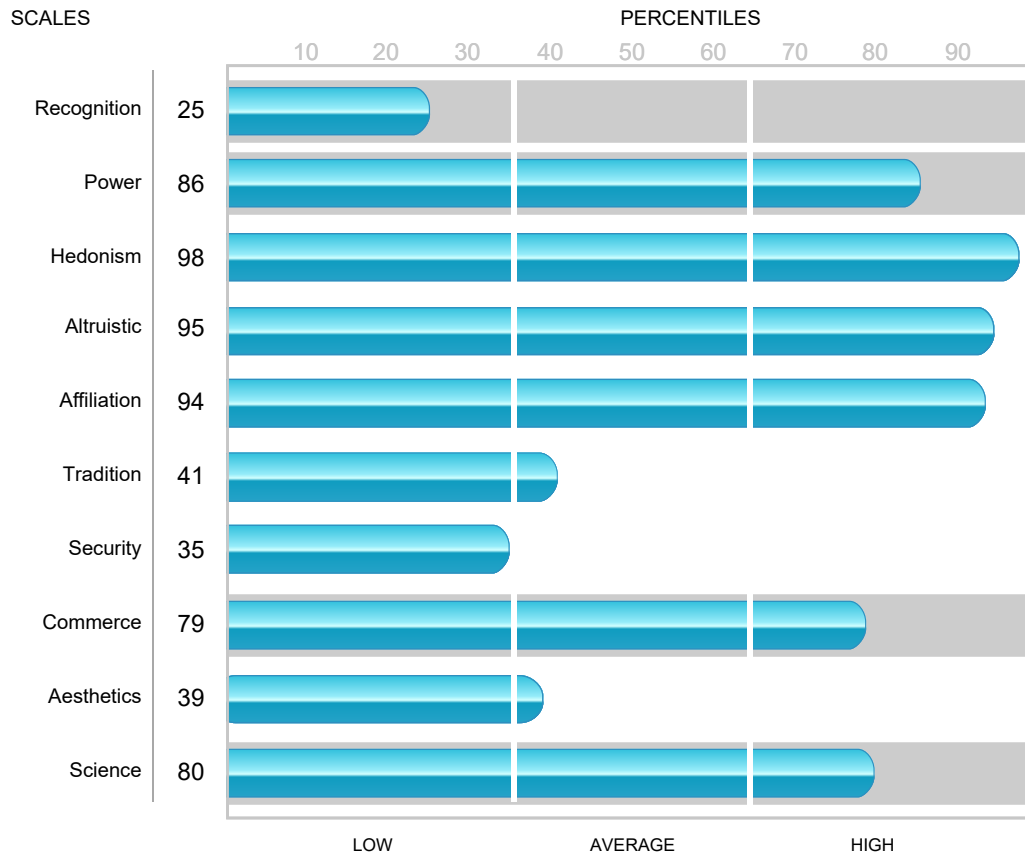 SCALES PERCENTILES
10 20 30 40 50 60 70 80 90
Recognition 25
Power 86
Hedonism 98
Altruistic 95
Affiliation 94
Tradition 41
Security 35
Commerce 79
Aesthetics 39
Science 80
LOW AVERAGE HIGH